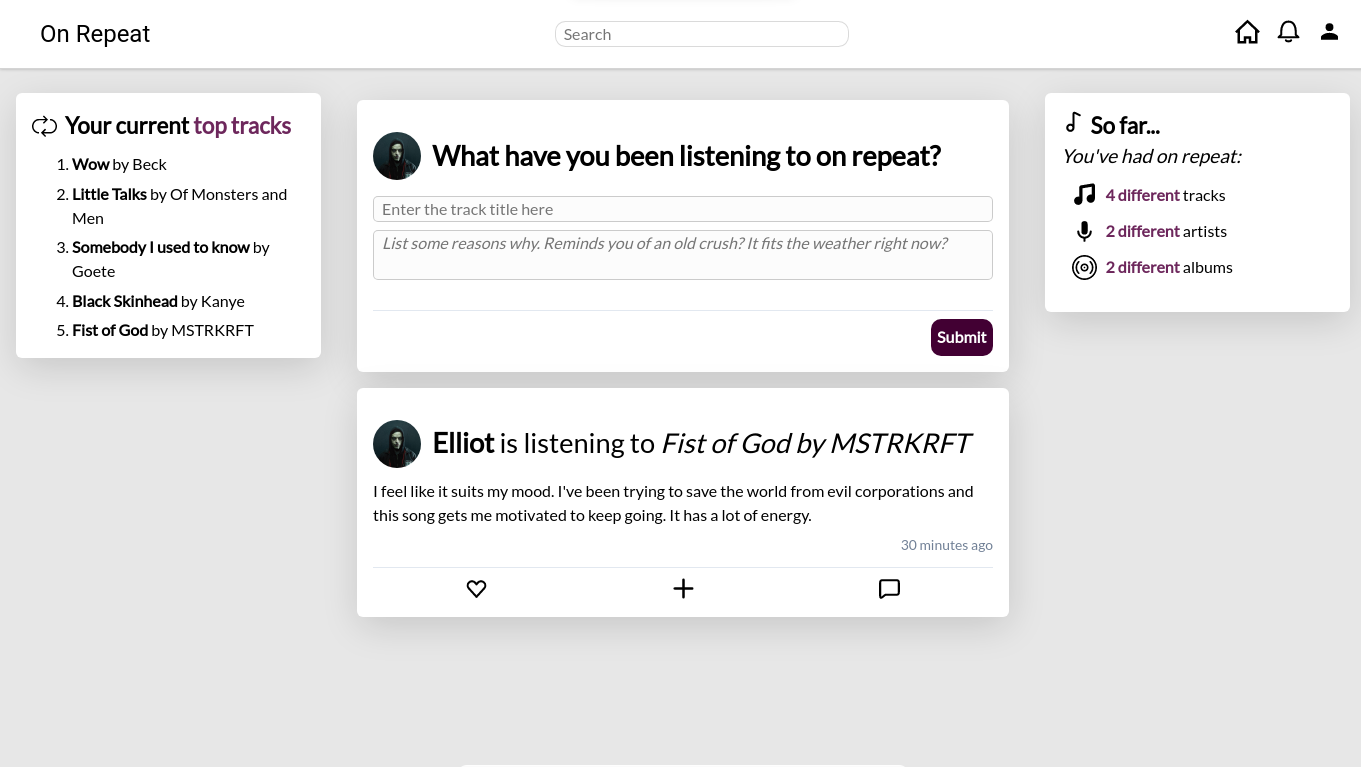 On Repeat
Search
Your current top tracks
1. Wow by Beck
2. Little Talks by Of Monsters and
Men
3. Somebody I used to know by
Goete
4. Black Skinhead by Kanye
5. Fist of God by MSTRKRFT
What have you been listening to on repeat?
Enter the track title here
List some reasons why. Reminds you of an old crush? It fits the weather right now?
Submit
Elliot is listening to Fist of God by MSTRKRFT
I feel like it suits my mood. I've been trying to save the world from evil corporations and
this song gets me motivated to keep going. It has a lot of energy.
30 minutes ago
So far...
You've had on repeat:
4 different tracks
2 different artists
2 different albums